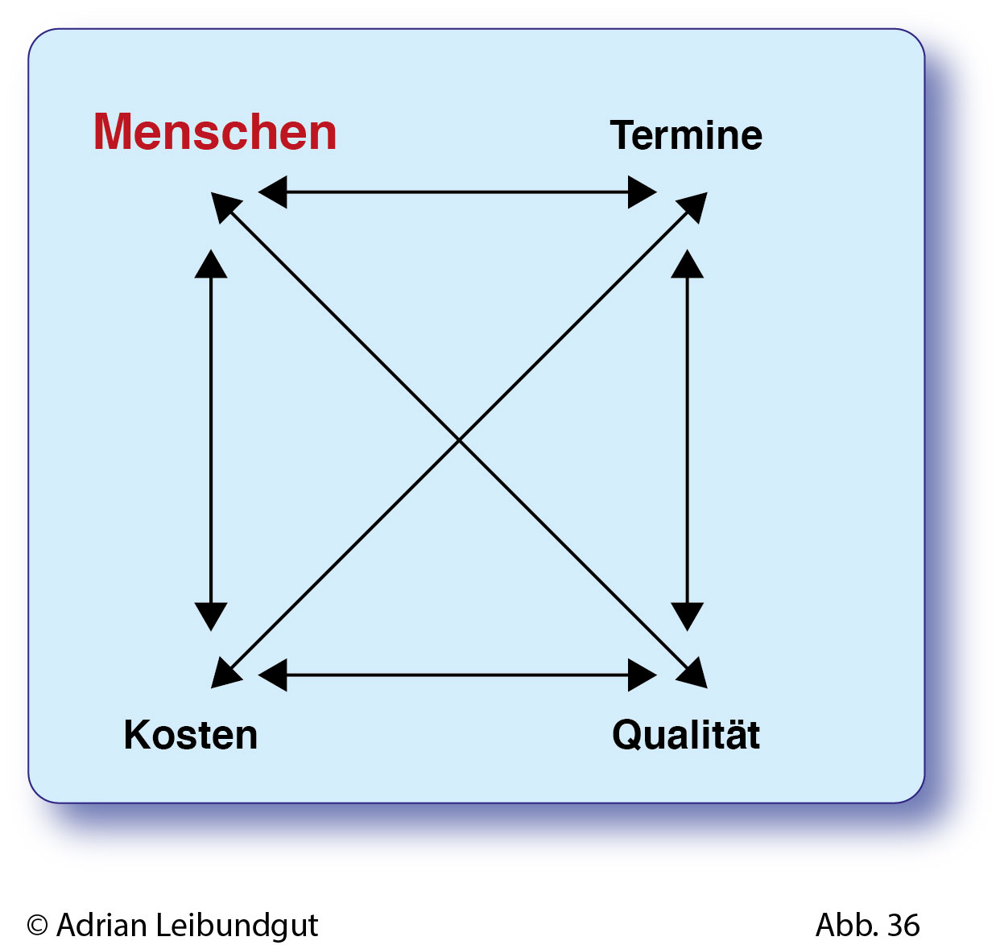 Menschen Termine
Kosten Qualität
© Adrian Leibundgut Abb. 36